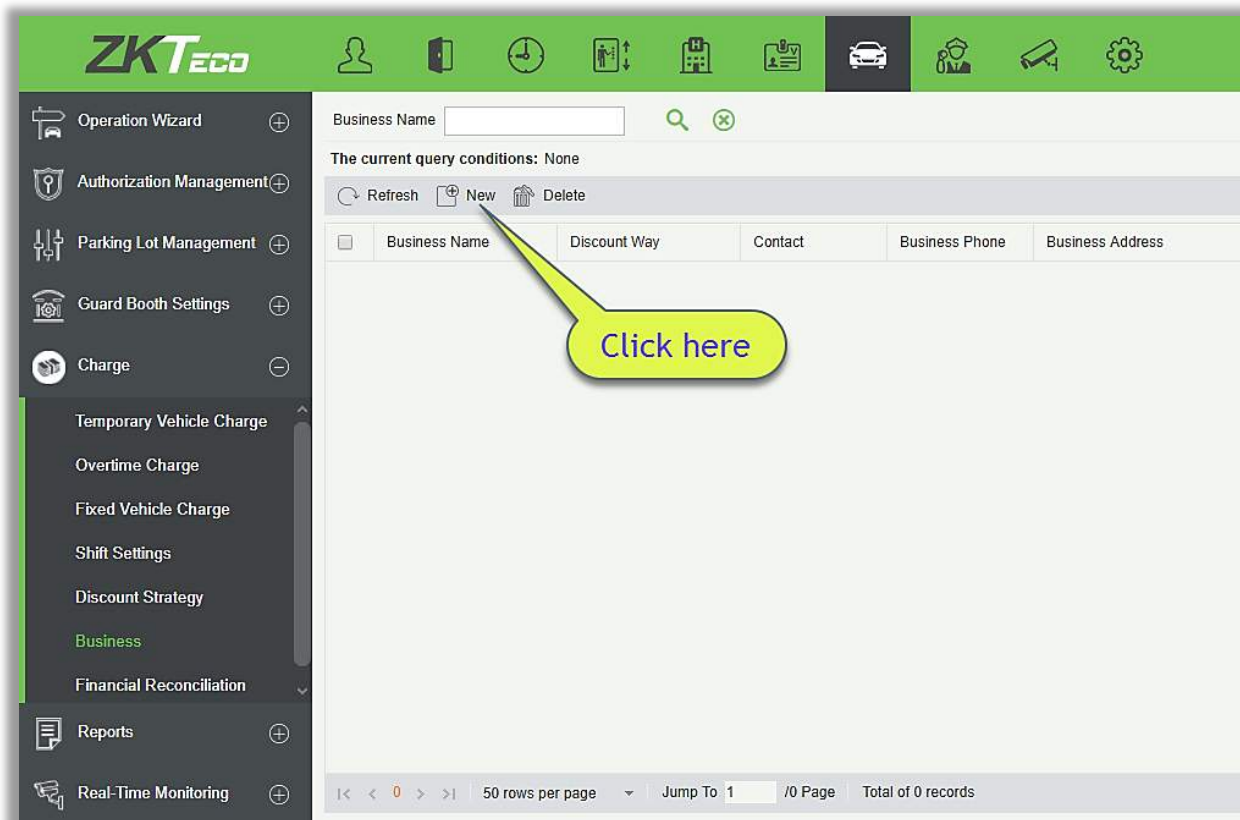 ZKTECO
Operation Wizard
Authorization Management
Parking Lot Management
Guard Booth Settings
Charge
Temporary Vehicle Charge
Overtime Charge
Fixed Vehicle Charge
Shift Settings
Discount Strategy
Business
Financial Reconciliation
Reports
Real-Time Monitoring
Business Name
The current query conditions: None
Refresh New Delete
Business Name Discount Way Contact Business Phone Business Address
Click here
|< < 0 > >| 50 rows per page Jump To 1 /0 Page Total of 0 records